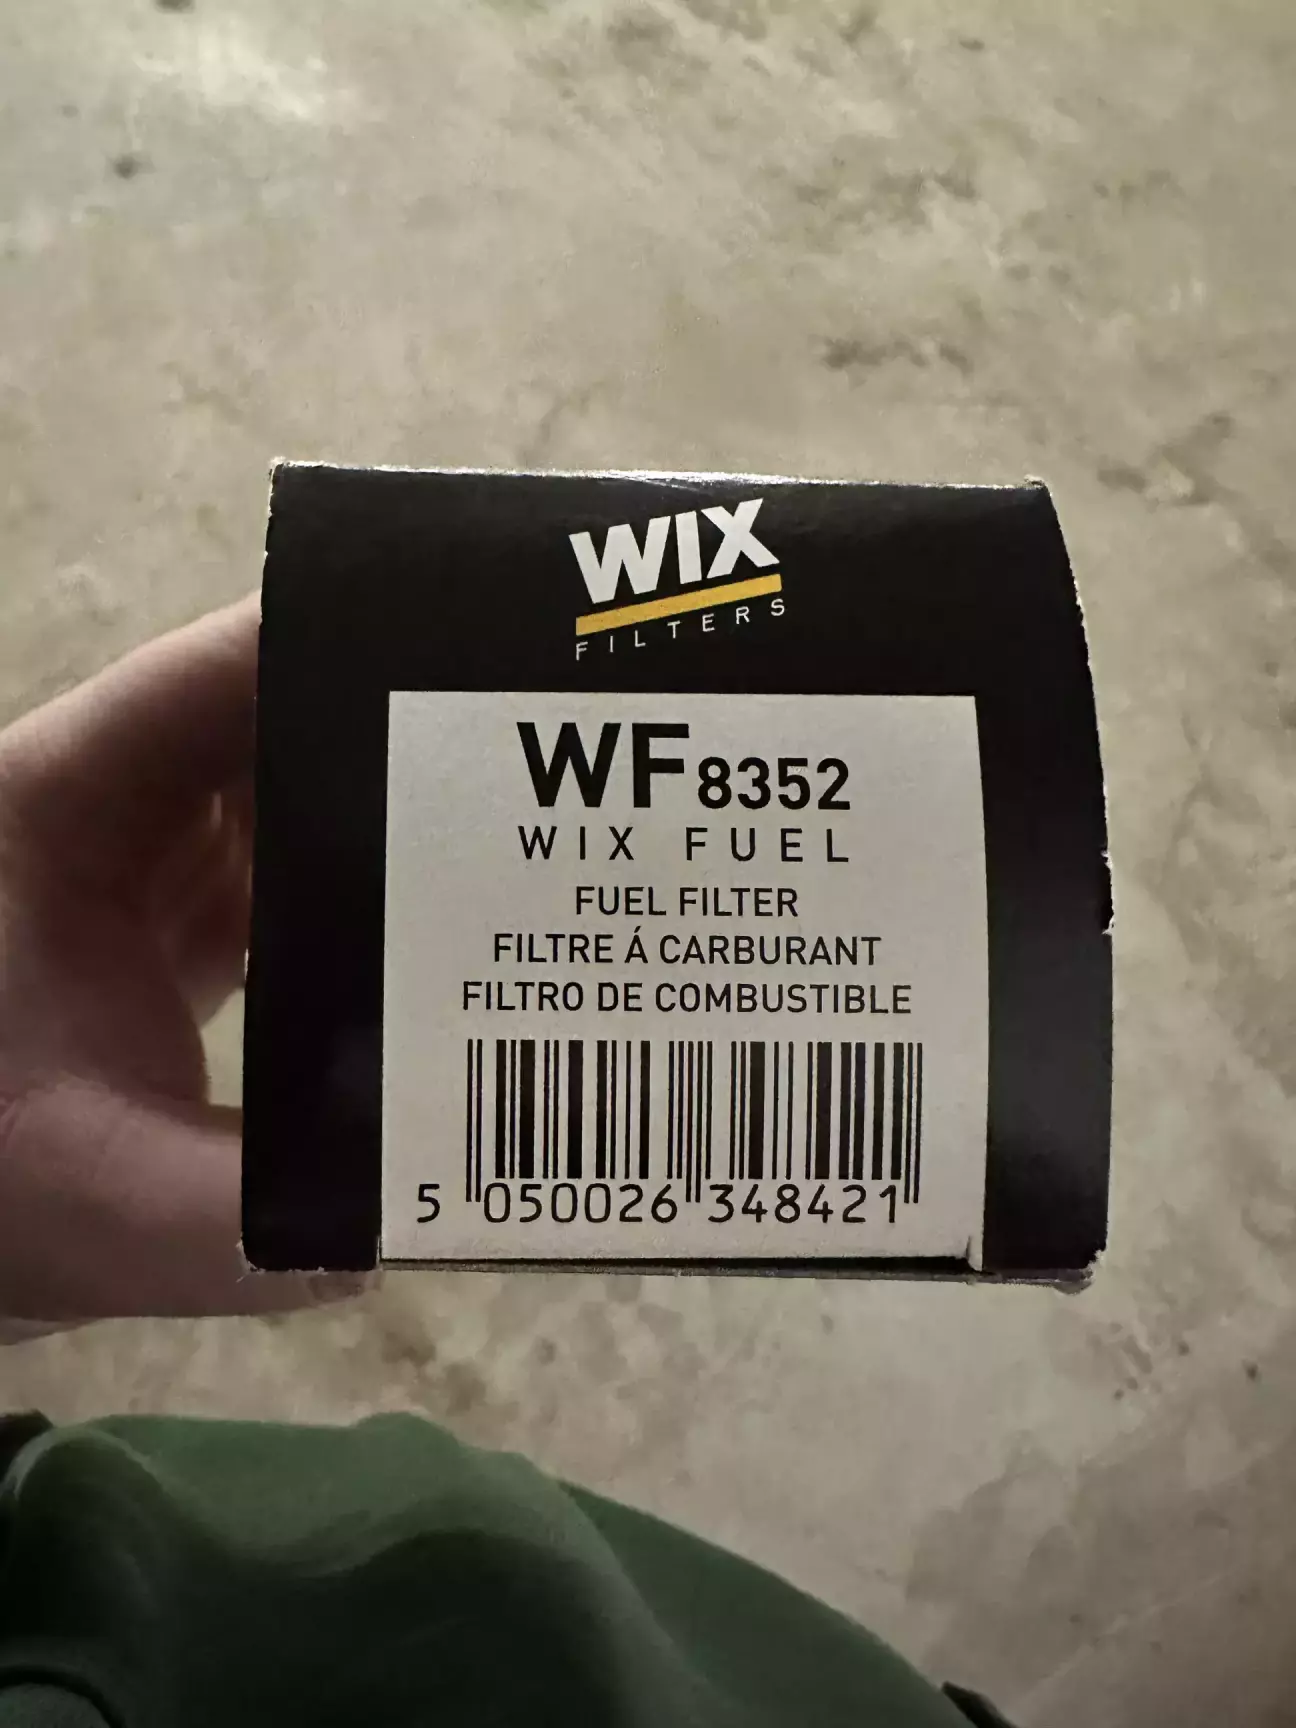 WIX
FILTERS
WF8352
WIX FUEL
FUEL FILTER
FILTRE Á CARBURANT
FILTRO DE COMBUSTIBLE
5 050026 348421